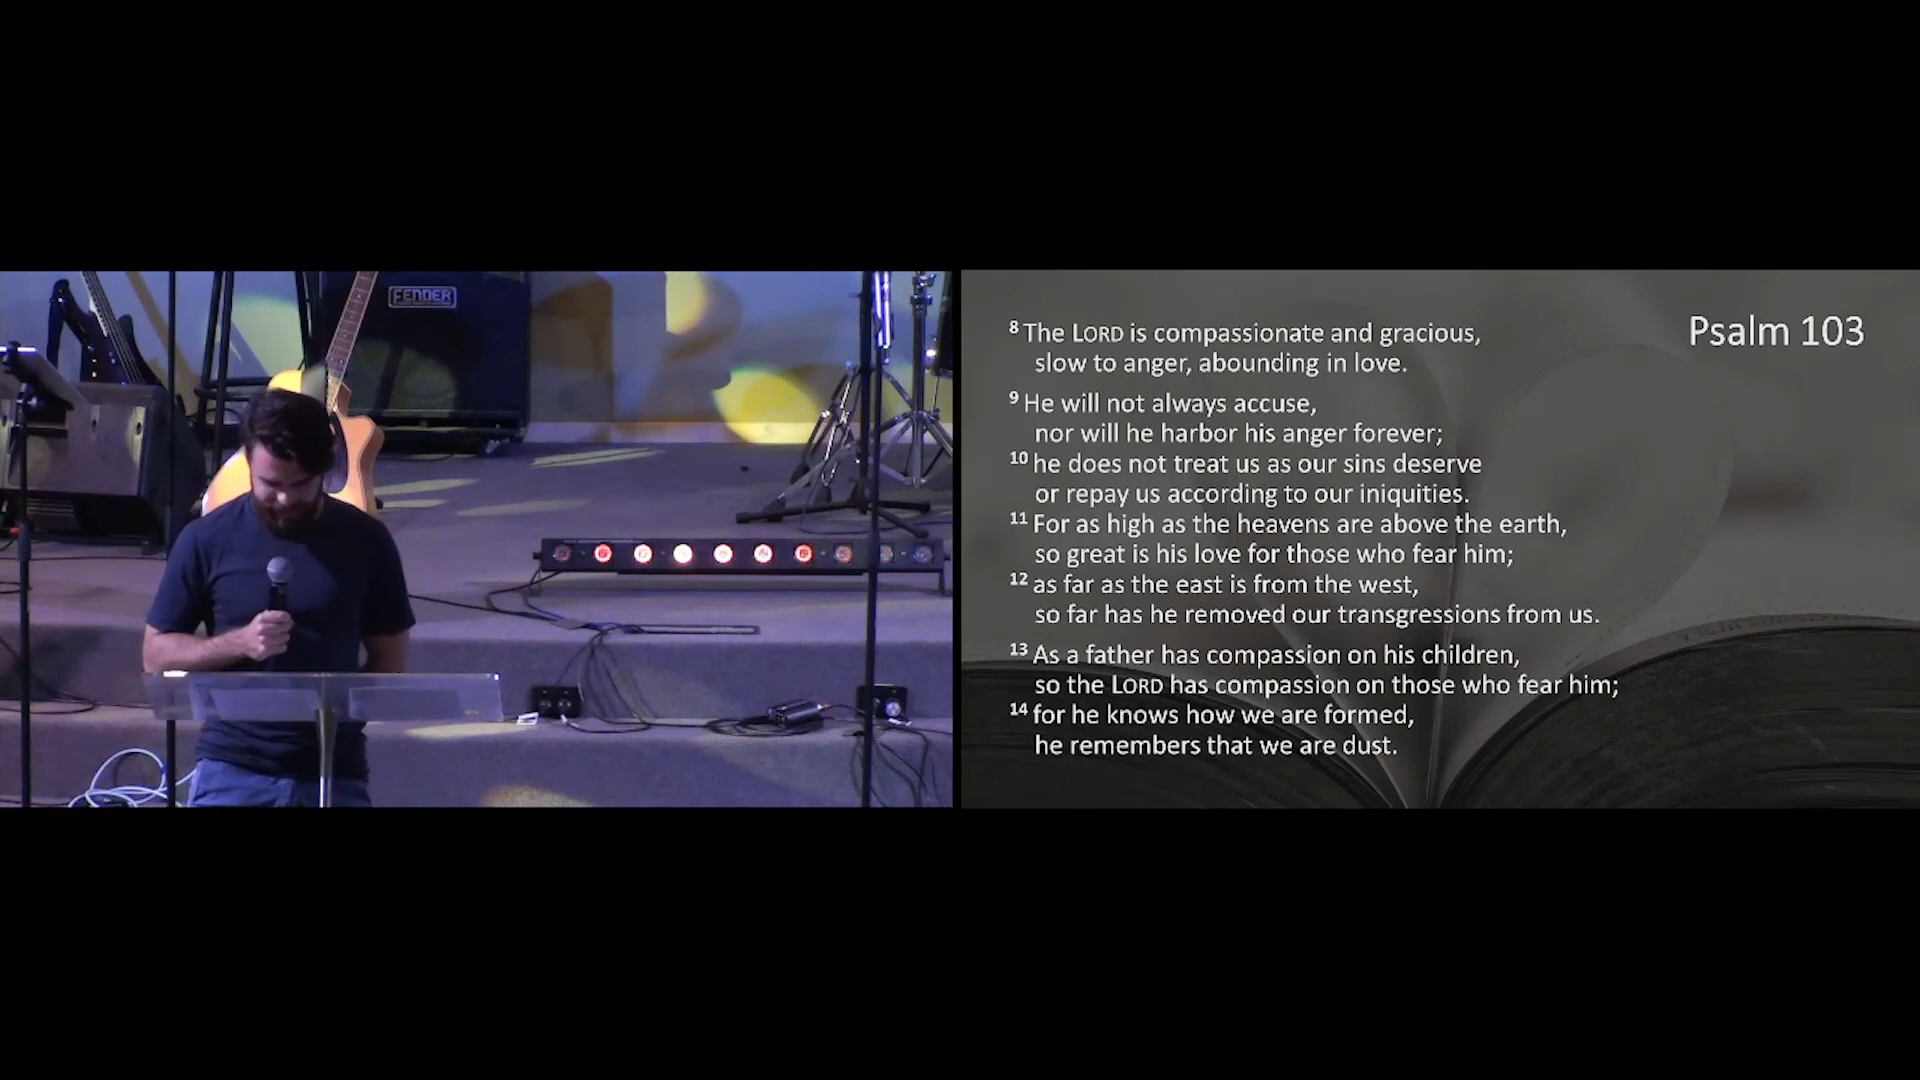 FENDER
Psalm 103
8 The LORD is compassionate and gracious,
slow to anger, abounding in love.
9 He will not always accuse,
nor will he harbor his anger forever;
10 he does not treat us as our sins deserve
or repay us according to our iniquities.
11 For as high as the heavens are above the earth,
so great is his love for those who fear him;
12 as far as the east is from the west,
so far has he removed our transgressions from us.
13 As a father has compassion on his children,
so the LORD has compassion on those who fear him;
14 for he knows how we are formed,
he remembers that we are dust.